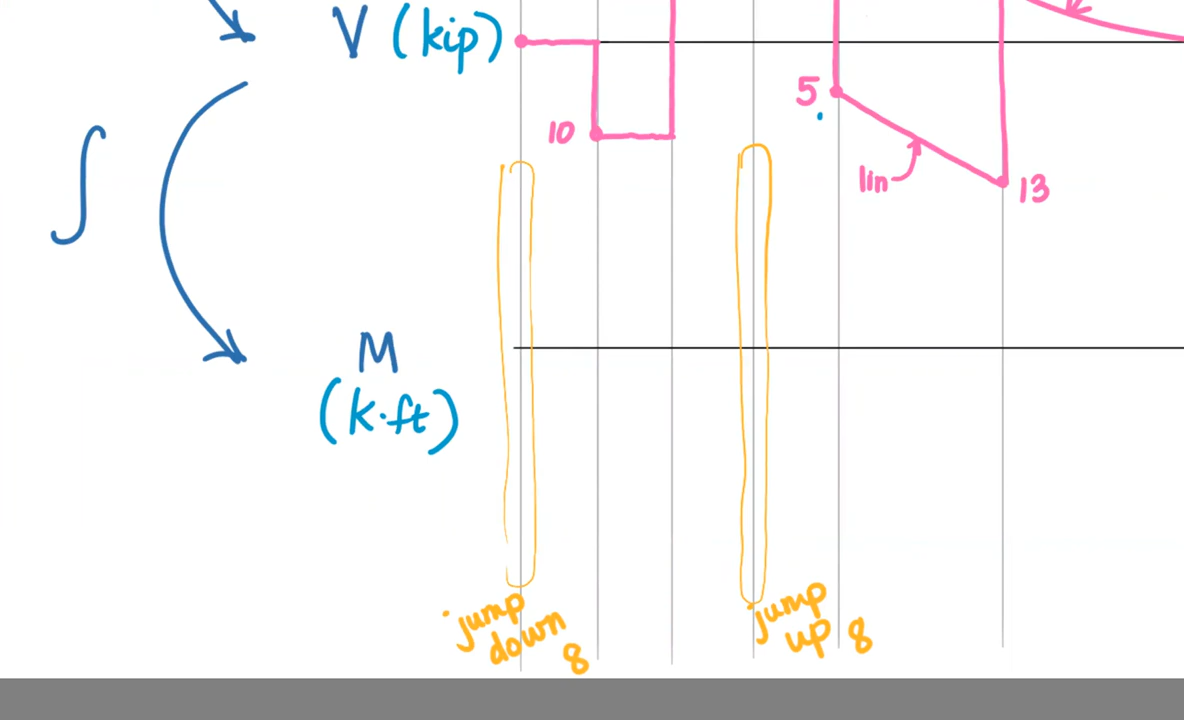 V (kip)
10
5
lin
13
∫
M
(k·ft)
jump
down
8
jump
up 8